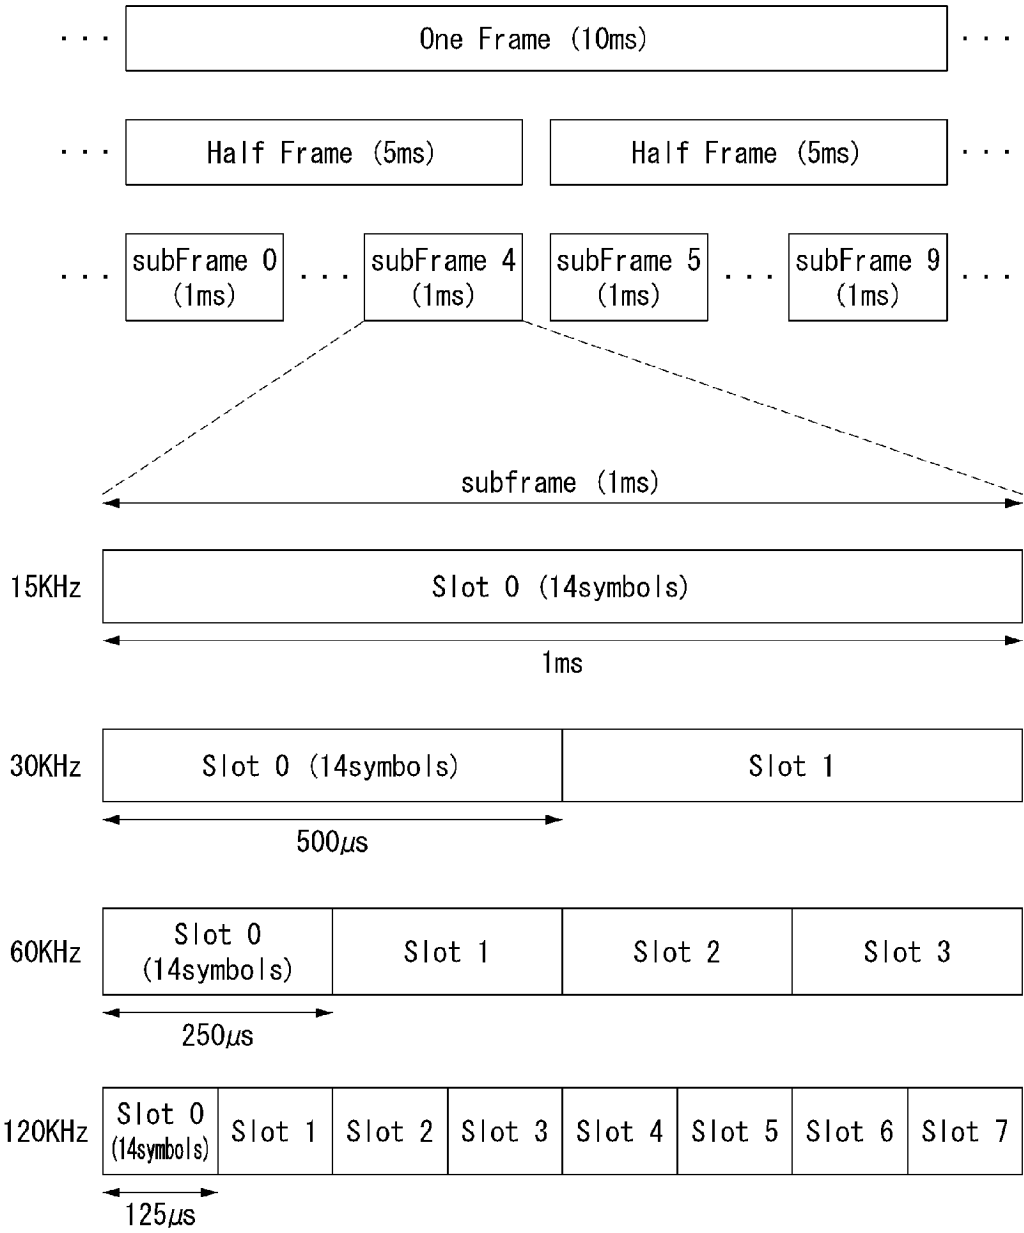 ... One Frame (10ms) ...
... Half Frame (5ms) Half Frame (5ms) ...
... subFrame 0 ... subFrame 4 subFrame 5 ... subFrame 9 ...
(1ms) (1ms) (1ms) (1ms)
subframe (1ms)
15KHz Slot 0 (14symbols)
1ms
30KHz Slot 0 (14symbols) Slot 1
500μs
60KHz Slot 0 (14symbols) Slot 1 Slot 2 Slot 3
250μs
120KHz Slot 0 (14symbols) Slot 1 Slot 2 Slot 3 Slot 4 Slot 5 Slot 6 Slot 7
125μs